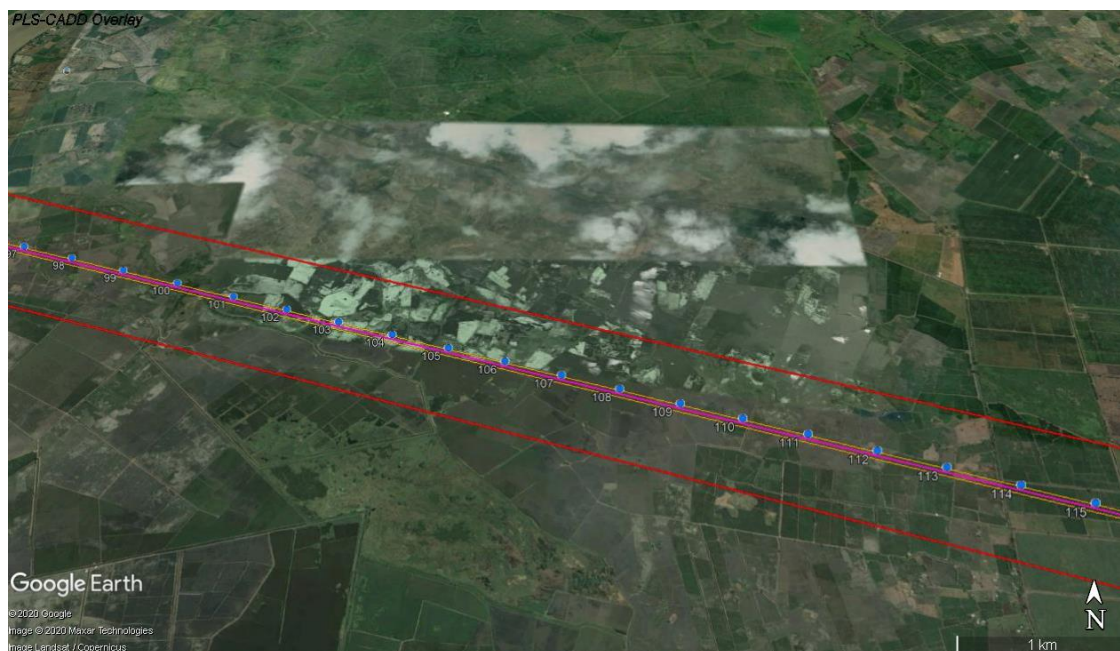 PLS-CADD Overlay
97
98
99
100
101
102
103
104
105
106
107
108
109
110
111
112
113
114
115
Google Earth
©2020 Google
Image © 2020 Maxar Technologies
Image Landsat / Copernicus
N
1 km